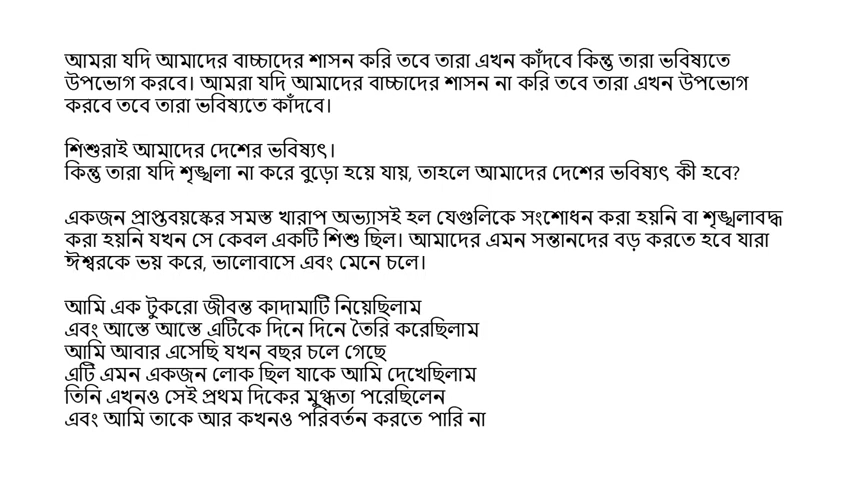 আমরা যদি আমাদের বাচ্চাদের শাসন করি তবে তারা এখন কাঁদবে কিন্তু তারা ভবিষ্যতে
উপভোগ করবে। আমরা যদি আমাদের বাচ্চাদের শাসন না করি তবে তারা এখন উপভোগ
করবে তবে তারা ভবিষ্যতে কাঁদবে।
শিশুরাই আমাদের দেশের ভবিষ্যৎ।
কিন্তু তারা যদি শৃঙ্খলা না করে বুড়ো হয়ে যায়, তাহলে আমাদের দেশের ভবিষ্যৎ কী হবে?
একজন প্রাপ্তবয়স্কের সমস্ত খারাপ অভ্যাসই হল যেগুলিকে সংশোধন করা হয়নি বা শৃঙ্খলাবদ্ধ
করা হয়নি যখন সে কেবল একটি শিশু ছিল। আমাদের এমন সন্তানদের বড় করতে হবে যারা
ঈশ্বরকে ভয় করে, ভালোবাসে এবং মেনে চলে।
আমি এক টুকরো জীবন্ত কাদামাটি নিয়েছিলাম
এবং আস্তে আস্তে এটিকে দিনে দিনে তৈরি করেছিলাম
আমি আবার এসেছি যখন বছর চলে গেছে
এটি এমন একজন লোক ছিল যাকে আমি দেখেছিলাম
তিনি এখনও সেই প্রথম দিকের মুগ্ধতা পরেছিলেন
এবং আমি তাকে আর কখনও পরিবর্তন করতে পারি না